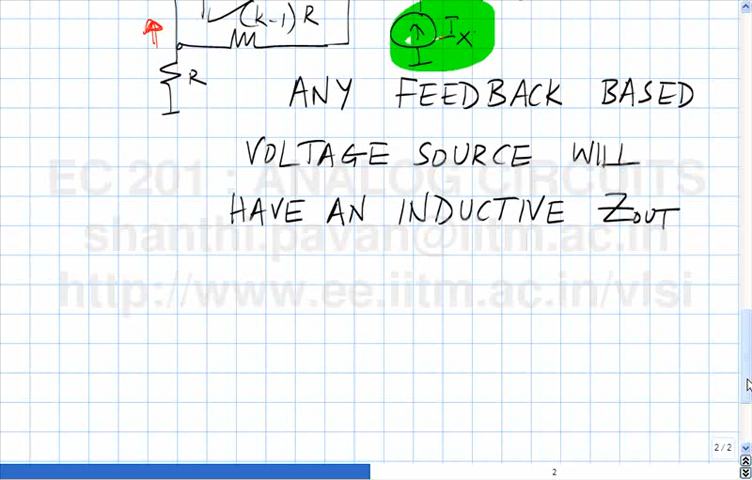 (k-1)R
Ix
R
ANY FEEDBACK BASED
VOLTAGE SOURCE WILL
HAVE AN INDUCTIVE ZOUT
EC 201 : ANALOG CIRCUITS
shanthi.pavan@iitm.ac.in
http://www.ee.iitm.ac.in/vlsi
2/2
2